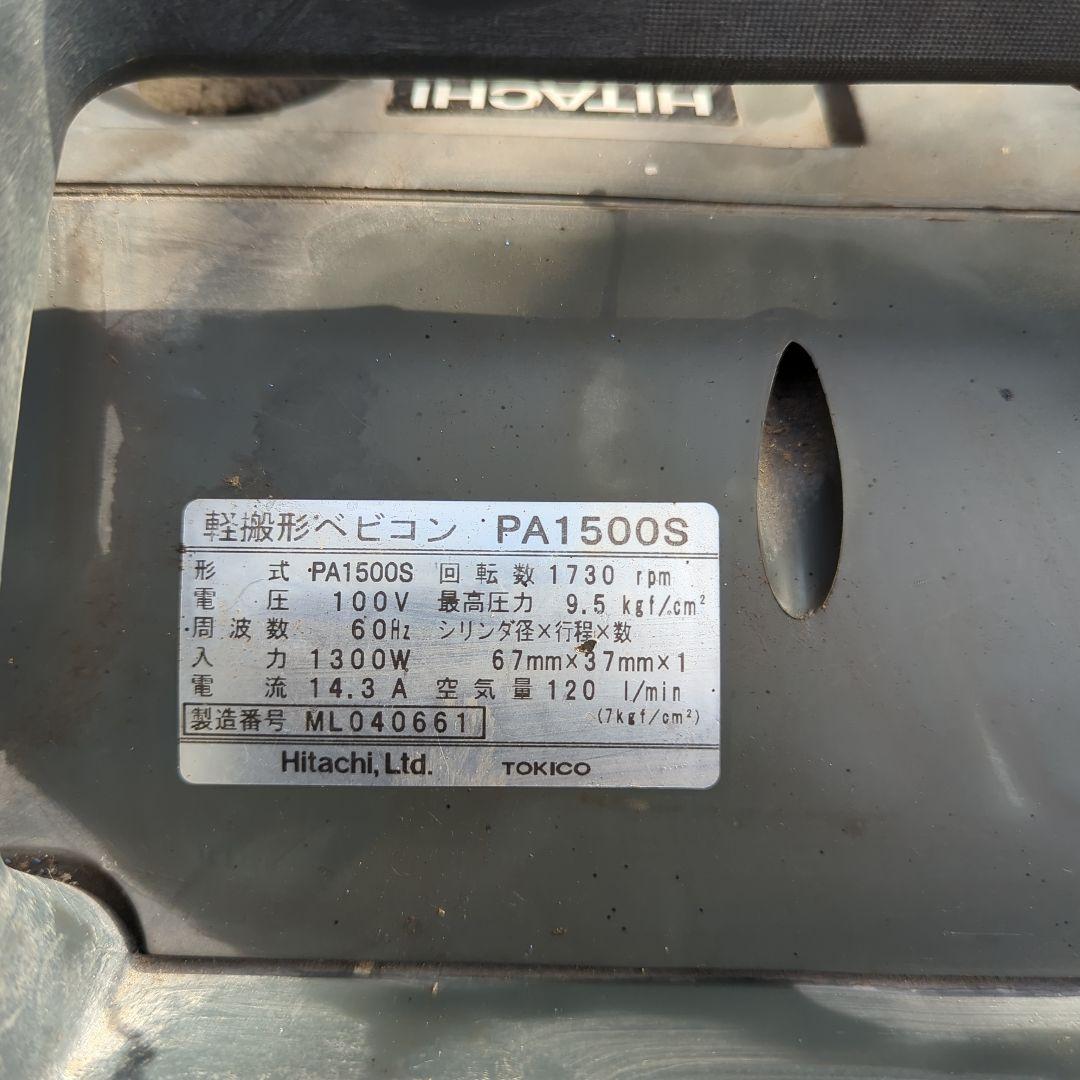 HITACHI
軽搬形ベビコン PA1500S
形式 PA1500S 回転数 1730 rpm
電圧 100V 最高圧力 9.5 kgf/cm²
周波数 60Hz シリンダ径×行程×数
入力 1300W 67mm×37mm×1
電流 14.3 A 空気量 120 l/min
(7kgf/cm²)
製造番号 ML040661
Hitachi, Ltd. TOKICO